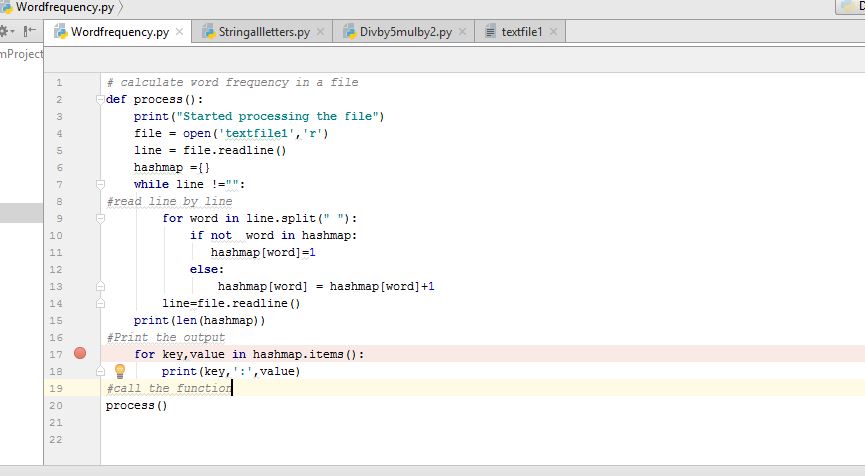 Wordfrequency.py
D
Wordfrequency.py × Stringallletters.py × Divby5mulby2.py × textfile1 ×
mProject
1 # calculate word frequency in a file
2 def process():
3 print("Started processing the file")
4 file = open('textfile1','r')
5 line = file.readline()
6 hashmap ={}
7 while line !="":
8 #read line by line
9 for word in line.split(" "):
10 if not  word in hashmap:
11 hashmap[word]=1
12 else:
13 hashmap[word] = hashmap[word]+1
14 line=file.readline()
15 print(len(hashmap))
16 #Print the output
17 for key,value in hashmap.items():
18 print(key,':',value)
19 #call the function
20 process()
21
22